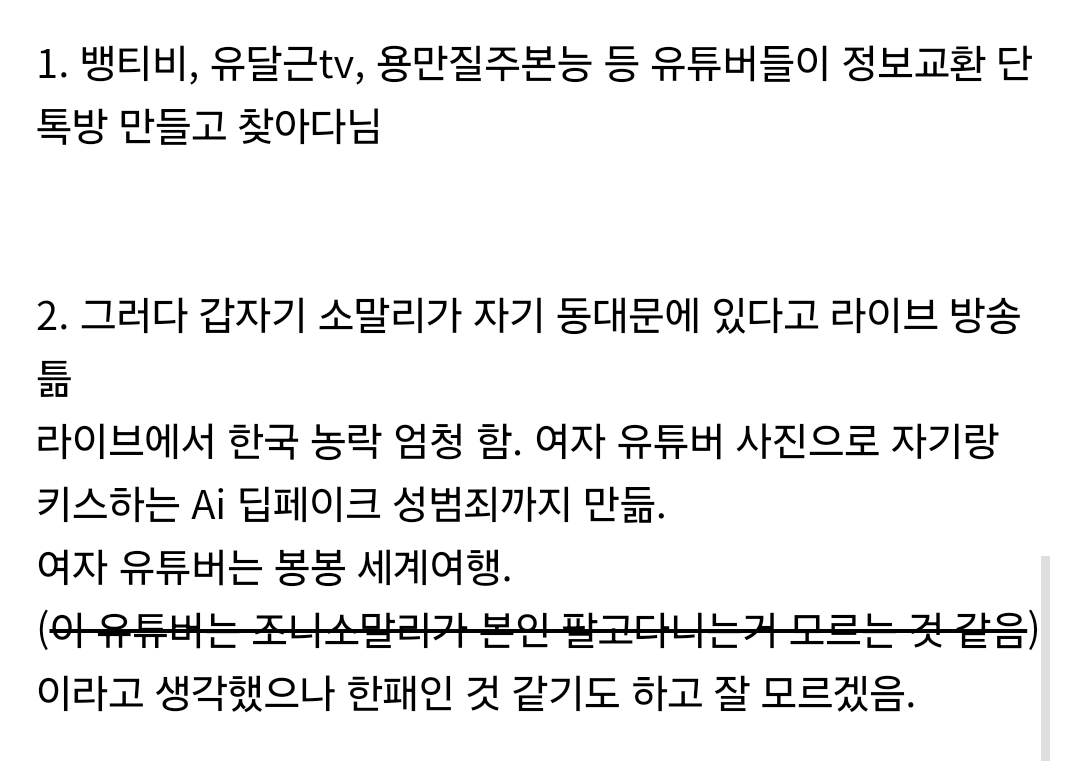 1. 뱅티비, 유달근tv, 용만질주본능 등 유튜버들이 정보교환 단
톡방 만들고 찾아다님
2. 그러다 갑자기 소말리가 자기 동대문에 있다고 라이브 방송
틂
라이브에서 한국 농락 엄청 함. 여자 유튜버 사진으로 자기랑
키스하는 Ai 딥페이크 성범죄까지 만듦.
여자 유튜버는 봉봉 세계여행.
(이 유튜버는 조니소말리가 본인 팔고다니는거 모르는 것 같음)
이라고 생각했으나 한패인 것 같기도 하고 잘 모르겠음.